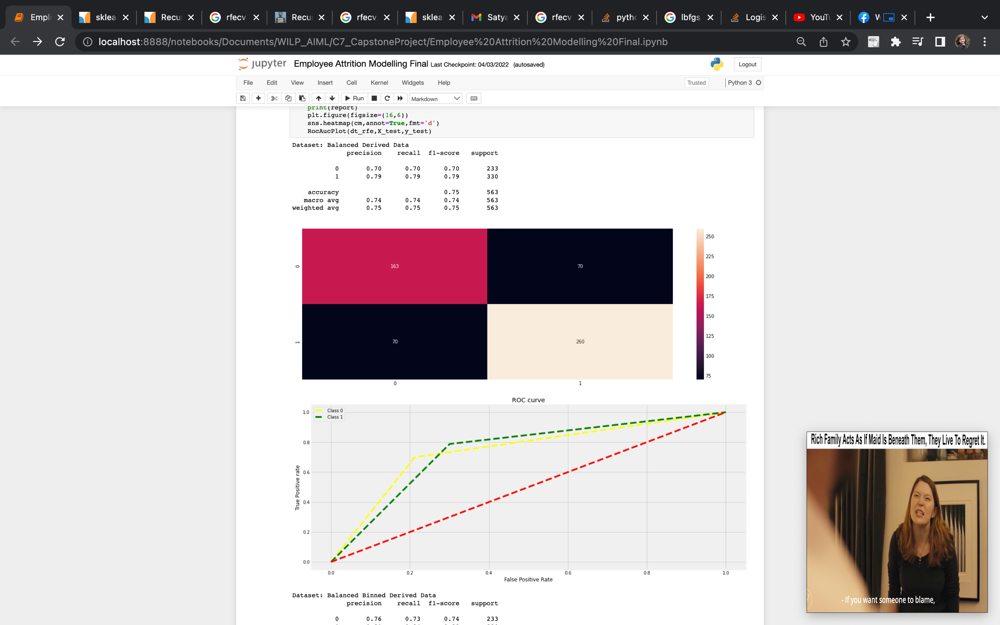 Empl
sklea
Recu
rfecv
Recu
rfecv.
sklea
Satya
rfecv
pytho
lbfgs
Logis
YouTu
localhost:8888/notebooks/Documents/WILP_AIML/C7_CapstoneProject/Employee%20Attrition%20Modelling%20Final.ipynb
jupyter Employee Attrition Modelling Final Last Checkpoint: 04/03/2022 (autosaved)
Logout
File Edit View Insert Cell Kernel Widgets Help
Trusted Python 3
Run Markdown
print(report)
plt.figure(figsize=(16,6))
sns.heatmap(cm,annot=True,fmt='d')
RocAucPlot(dt_rfe,X_test,y_test)
Dataset: Balanced Derived Data
precision recall f1-score support
0 0.70 0.70 0.70 233
1 0.79 0.79 0.79 330
accuracy 0.75 563
macro avg 0.74 0.74 0.74 563
weighted avg 0.75 0.75 0.75 563
0
1
163
70
70
260
0
1
250
225
200
175
150
125
100
75
ROC curve
Class 0
Class 1
1.0
0.8
0.6
0.4
0.2
0.0
True Positive rate
0.0 0.2 0.4 0.6 0.8 1.0
False Positive Rate
Dataset: Balanced Binned Derived Data
precision recall f1-score support
0 0.76 0.73 0.74 233
Rich Family Acts As If Maid Is Beneath Them, They Live To Regret It.
- If you want someone to blame,